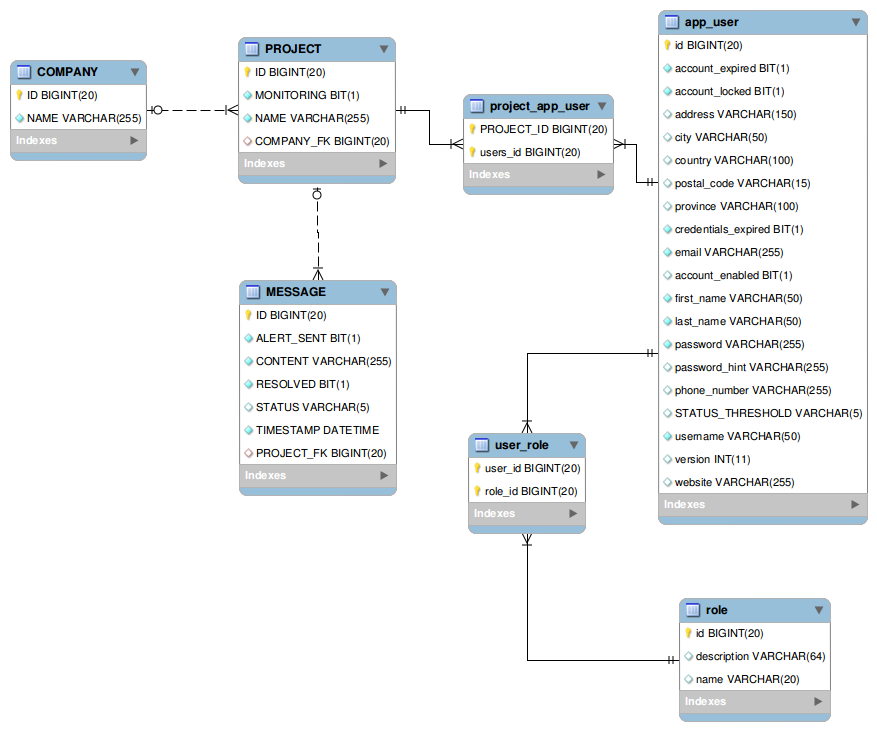 COMPANY
ID BIGINT(20)
NAME VARCHAR(255)
Indexes
PROJECT
ID BIGINT(20)
MONITORING BIT(1)
NAME VARCHAR(255)
COMPANY_FK BIGINT(20)
Indexes
project_app_user
PROJECT_ID BIGINT(20)
users_id BIGINT(20)
Indexes
app_user
id BIGINT(20)
account_expired BIT(1)
account_locked BIT(1)
address VARCHAR(150)
city VARCHAR(50)
country VARCHAR(100)
postal_code VARCHAR(15)
province VARCHAR(100)
credentials_expired BIT(1)
email VARCHAR(255)
account_enabled BIT(1)
first_name VARCHAR(50)
last_name VARCHAR(50)
password VARCHAR(255)
password_hint VARCHAR(255)
phone_number VARCHAR(255)
STATUS_THRESHOLD VARCHAR(5)
username VARCHAR(50)
version INT(11)
website VARCHAR(255)
Indexes
MESSAGE
ID BIGINT(20)
ALERT_SENT BIT(1)
CONTENT VARCHAR(255)
RESOLVED BIT(1)
STATUS VARCHAR(5)
TIMESTAMP DATETIME
PROJECT_FK BIGINT(20)
Indexes
user_role
user_id BIGINT(20)
role_id BIGINT(20)
Indexes
role
id BIGINT(20)
description VARCHAR(64)
name VARCHAR(20)
Indexes